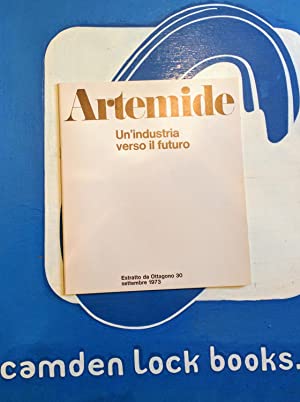 Artemide
Un'industria
verso il futuro
Estratto da Ottagono 30
settembre 1973
camden lock books.